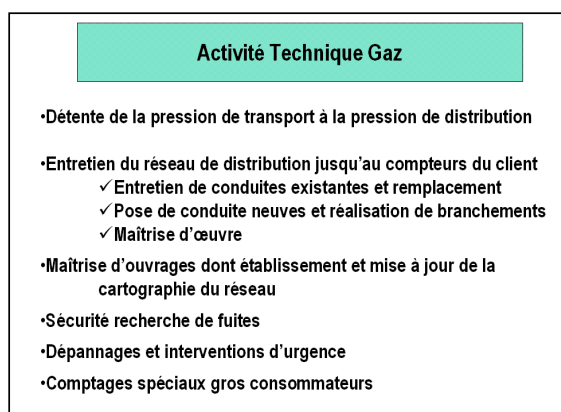 Activité Technique Gaz
•Détente de la pression de transport à la pression de distribution
•Entretien du réseau de distribution jusqu'au compteurs du client
✓Entretien de conduites existantes et remplacement
✓Pose de conduite neuves et réalisation de branchements
✓Maîtrise d'œuvre
•Maîtrise d'ouvrages dont établissement et mise à jour de la
cartographie du réseau
•Sécurité recherche de fuites
•Dépannages et interventions d'urgence
•Comptages spéciaux gros consommateurs